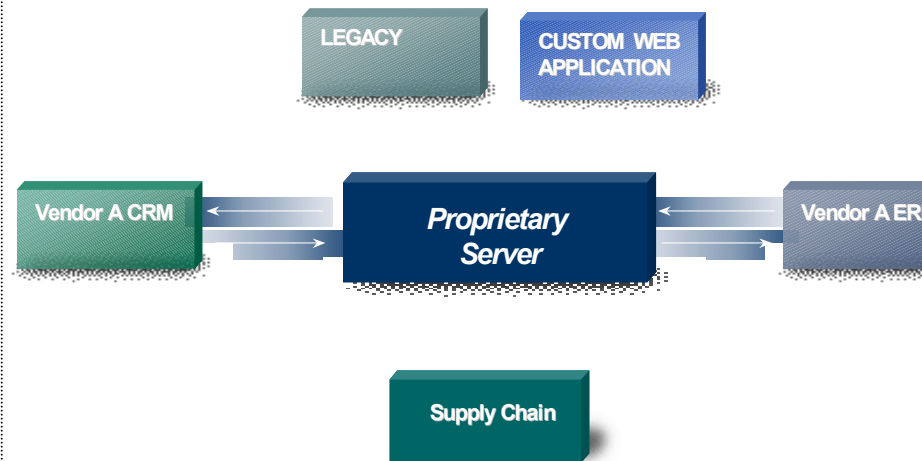 LEGACY
CUSTOM WEB
APPLICATION
Vendor A CRM
Proprietary
Server
Vendor A ER
Supply Chain